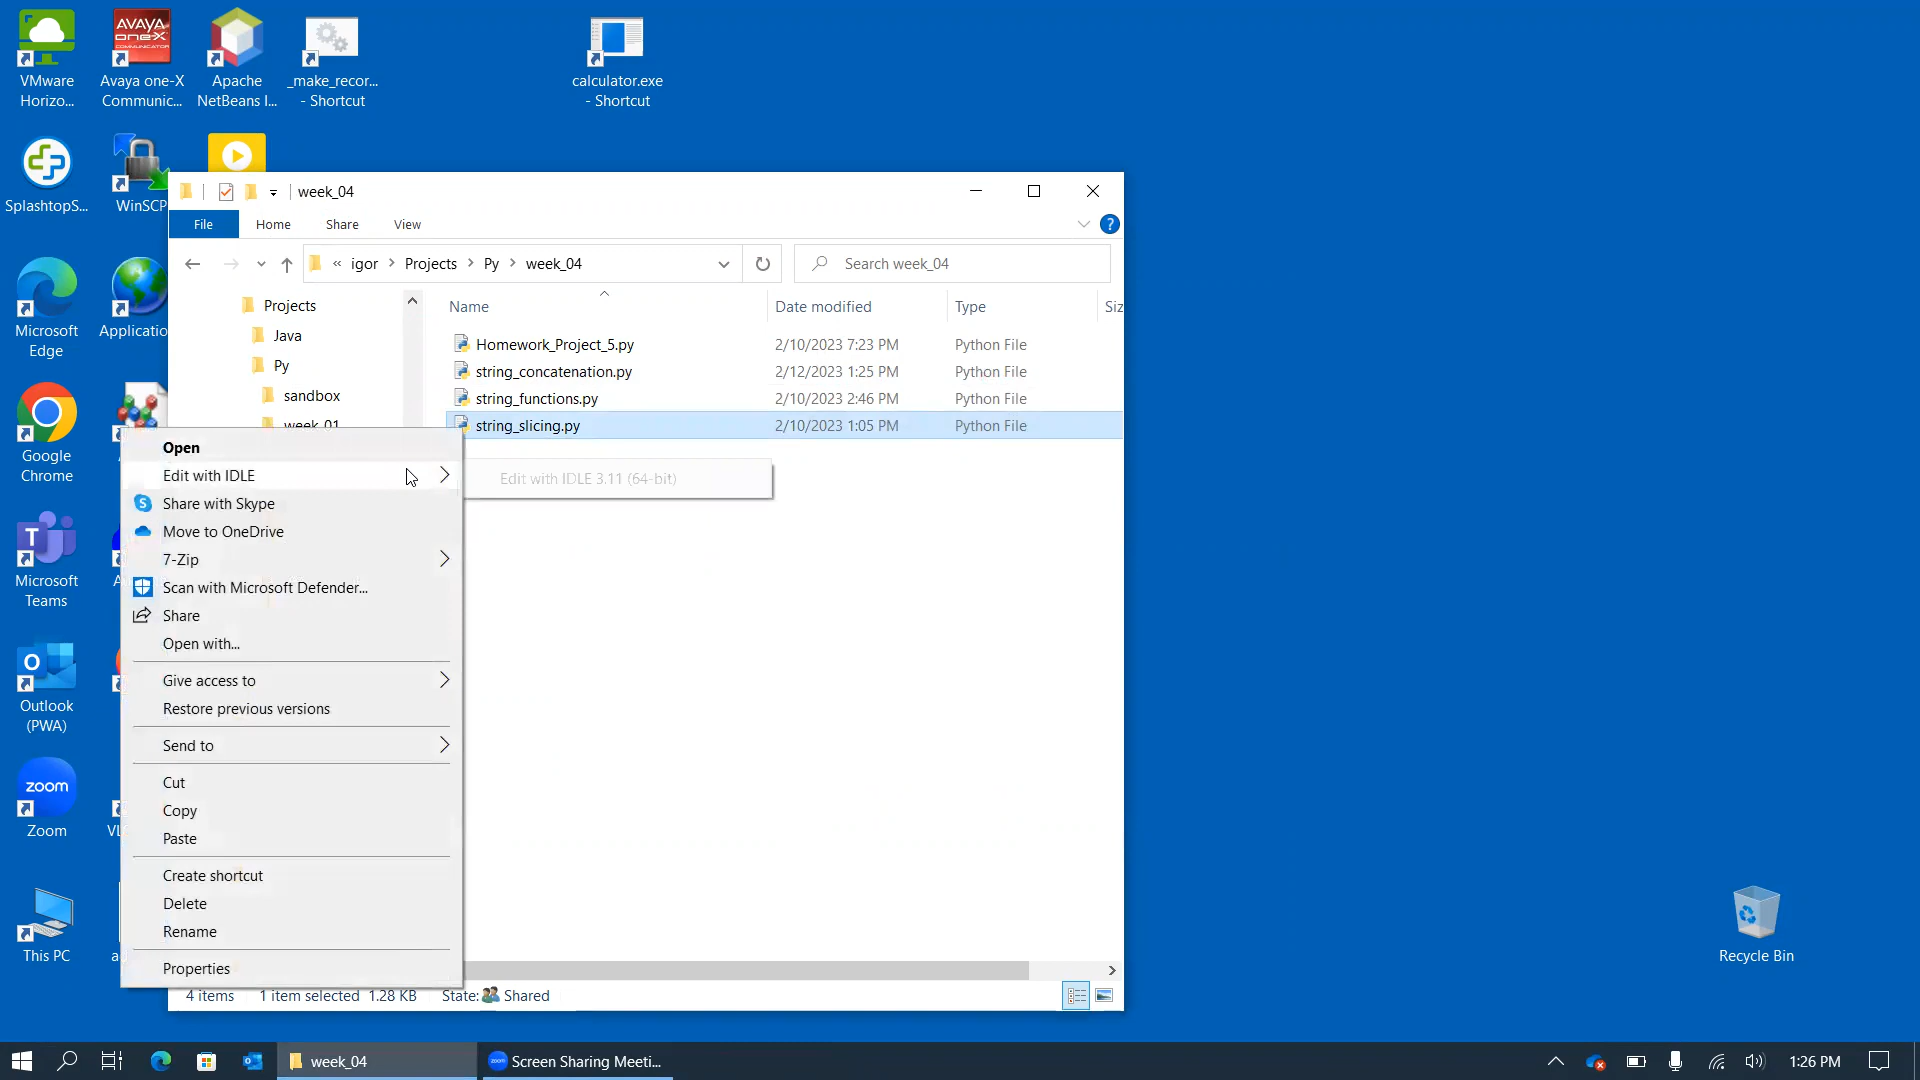 VMware
Horizo...
AVAYA
one-X
COMMUNICATOR
Avaya one-X
Communic...
Apache
NetBeans I...
_make_recor...
- Shortcut
calculator.exe
- Shortcut
SplashtopS...
WinSCP
week_04
File
Home
Share
View
?
igor
Projects
Py
week_04
Search week_04
Microsoft
Edge
Applicatio
Projects
Java
Py
sandbox
week_01
Name
Date modified
Type
Siz
Homework_Project_5.py
2/10/2023 7:23 PM
Python File
string_concatenation.py
2/12/2023 1:25 PM
Python File
string_functions.py
2/10/2023 2:46 PM
Python File
string_slicing.py
2/10/2023 1:05 PM
Python File
Google
Chrome
Open
Edit with IDLE
Edit with IDLE 3.11 (64-bit)
Share with Skype
Move to OneDrive
7-Zip
Scan with Microsoft Defender...
Share
Open with...
Give access to
Restore previous versions
Send to
Cut
Copy
Paste
Create shortcut
Delete
Rename
Properties
Microsoft
Teams
Outlook
(PWA)
zoom
Zoom
VL
This PC
Recycle Bin
4 items
1 item selected
1.28 KB
State:
Shared
week_04
zoom
Screen Sharing Meeti...
1:26 PM